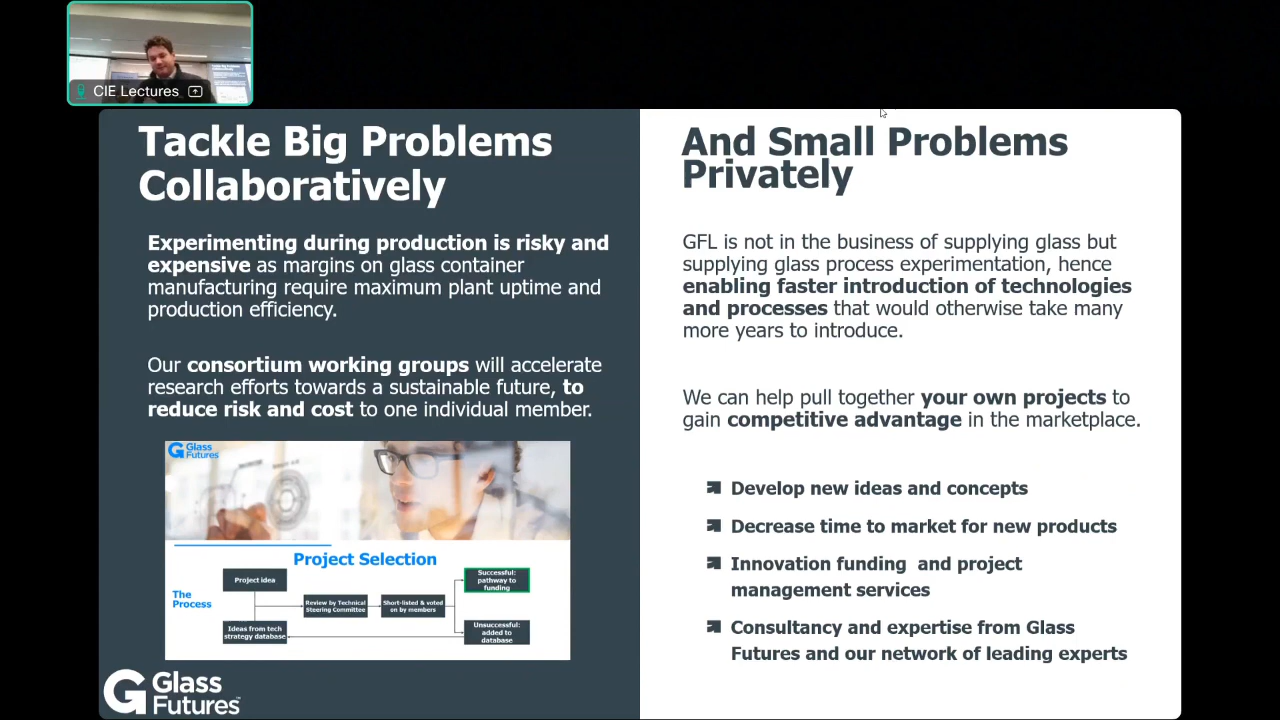 CIE Lectures
Tackle Big Problems
Collaboratively
Experimenting during production is risky and
expensive as margins on glass container
manufacturing require maximum plant uptime and
production efficiency.
Our consortium working groups will accelerate
research efforts towards a sustainable future, to
reduce risk and cost to one individual member.
Glass
Futures
Project Selection
The
Process
Project idea
Ideas from tech
strategy database
Review by Technical
Steering Committee
Short-listed & voted
on by members
Successful:
pathway to
funding
Unsuccessful:
added to
database
Glass
Futures™
And Small Problems
Privately
GFL is not in the business of supplying glass but
supplying glass process experimentation, hence
enabling faster introduction of technologies
and processes that would otherwise take many
more years to introduce.
We can help pull together your own projects to
gain competitive advantage in the marketplace.
Develop new ideas and concepts
Decrease time to market for new products
Innovation funding and project
management services
Consultancy and expertise from Glass
Futures and our network of leading experts